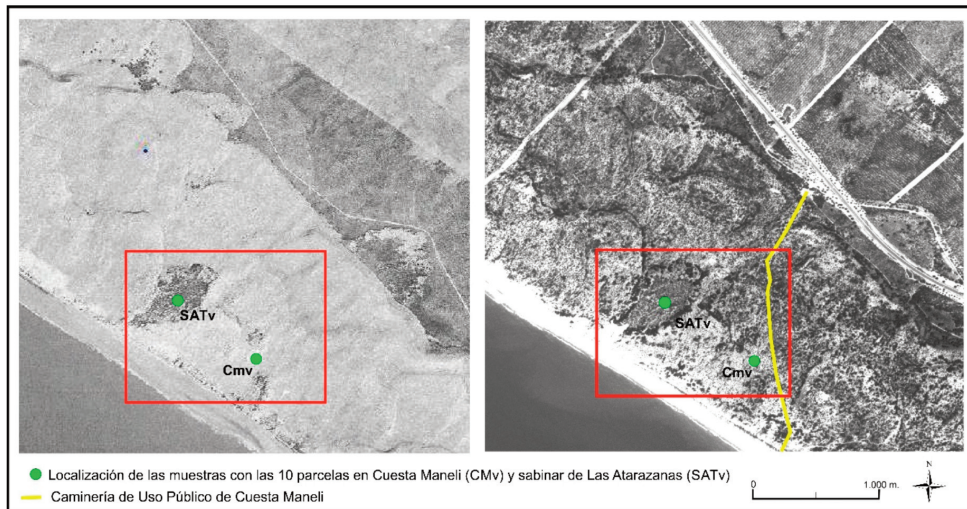 SATv
Cmv
SATv
Cmv
Localización de las muestras con las 10 parcelas en Cuesta Maneli (CMv) y sabinar de Las Atarazanas (SATv)
Caminería de Uso Público de Cuesta Maneli
0 1.000 m.
N